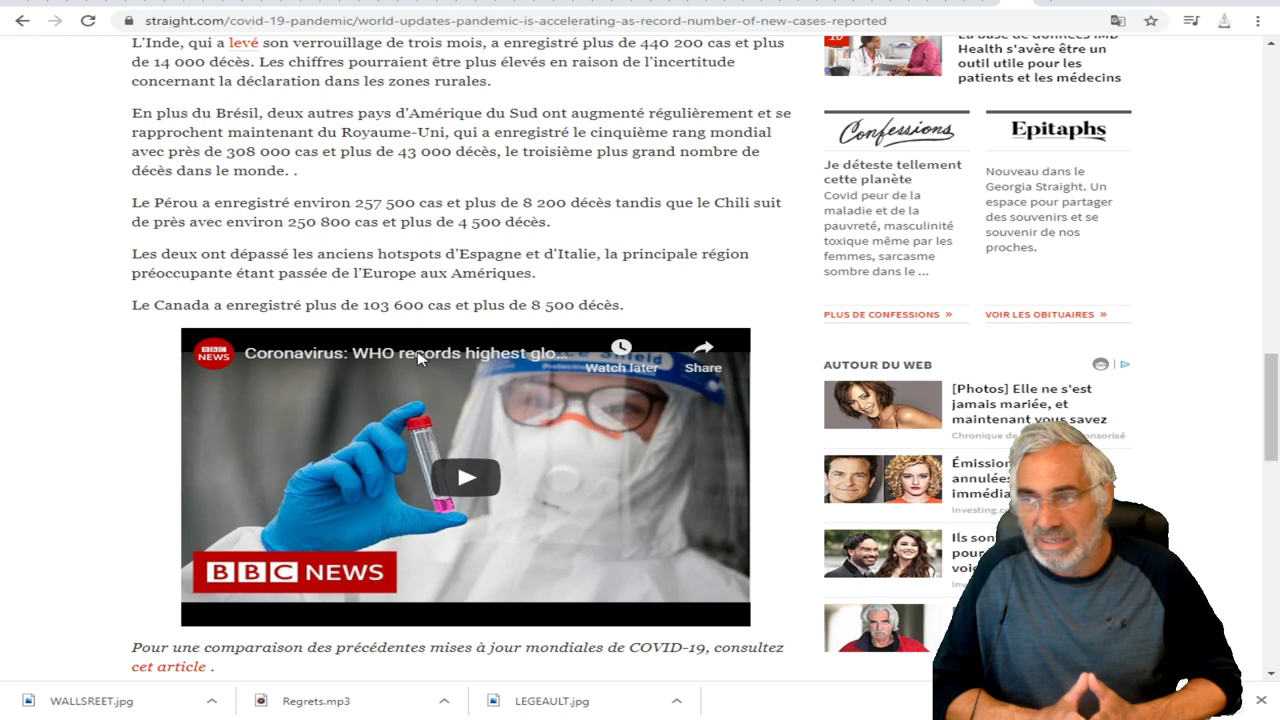 straight.com/covid-19-pandemic/world-updates-pandemic-is-accelerating-as-record-number-of-new-cases-reported
L'Inde, qui a levé son verrouillage de trois mois, a enregistré plus de 440 200 cas et plus
de 14 000 décès. Les chiffres pourraient être plus élevés en raison de l'incertitude
concernant la déclaration dans les zones rurales.
En plus du Brésil, deux autres pays d'Amérique du Sud ont augmenté régulièrement et se
rapprochent maintenant du Royaume-Uni, qui a enregistré le cinquième rang mondial
avec près de 308 000 cas et plus de 43 000 décès, le troisième plus grand nombre de
décès dans le monde. .
Le Pérou a enregistré environ 257 500 cas et plus de 8 200 décès tandis que le Chili suit
de près avec environ 250 800 cas et plus de 4 500 décès.
Les deux ont dépassé les anciens hotspots d'Espagne et d'Italie, la principale région
préoccupante étant passée de l'Europe aux Amériques.
Le Canada a enregistré plus de 103 600 cas et plus de 8 500 décès.
BBC NEWS
Coronavirus: WHO records highest glo...
Watch later
Share
BBC NEWS
Pour une comparaison des précédentes mises à jour mondiales de COVID-19, consultez
cet article .
Health s'avère être un
outil utile pour les
patients et les médecins
Confessions
Je déteste tellement
cette planète
Covid peur de la
maladie et de la
pauvreté, masculinité
toxique même par les
femmes, sarcasme
sombre dans le ...
PLUS DE CONFESSIONS »
Epitaphs
Nouveau dans le
Georgia Straight. Un
espace pour partager
des souvenirs et se
souvenir de nos
proches.
VOIR LES OBITUAIRES »
AUTOUR DU WEB
[Photos] Elle ne s'est
jamais mariée, et
maintenant vous savez
Chronique de
Émission
annulées
immédia
Investing.c
Ils son
pour
voi
WALLSREET.jpg
Regrets.mp3
LEGEAULT.jpg